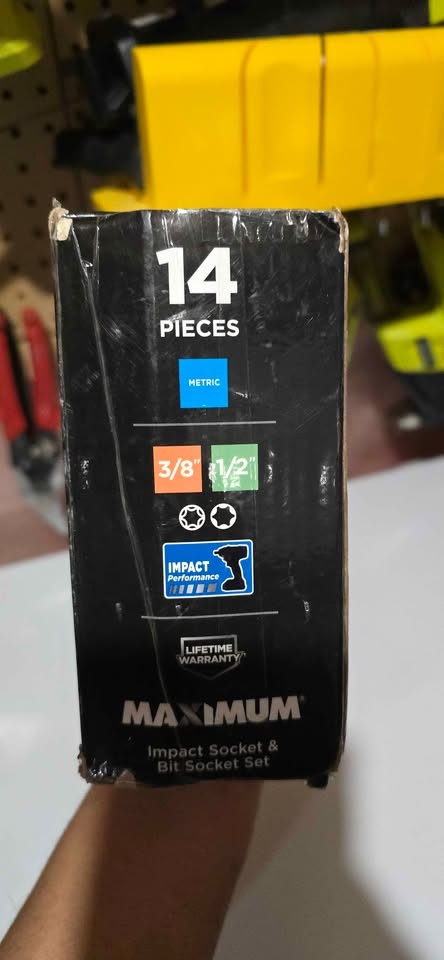 14
PIECES
METRIC
3/8" 1/2"
IMPACT
Performance
LIFETIME
WARRANTY
MAXIMUM®
Impact Socket &
Bit Socket Set